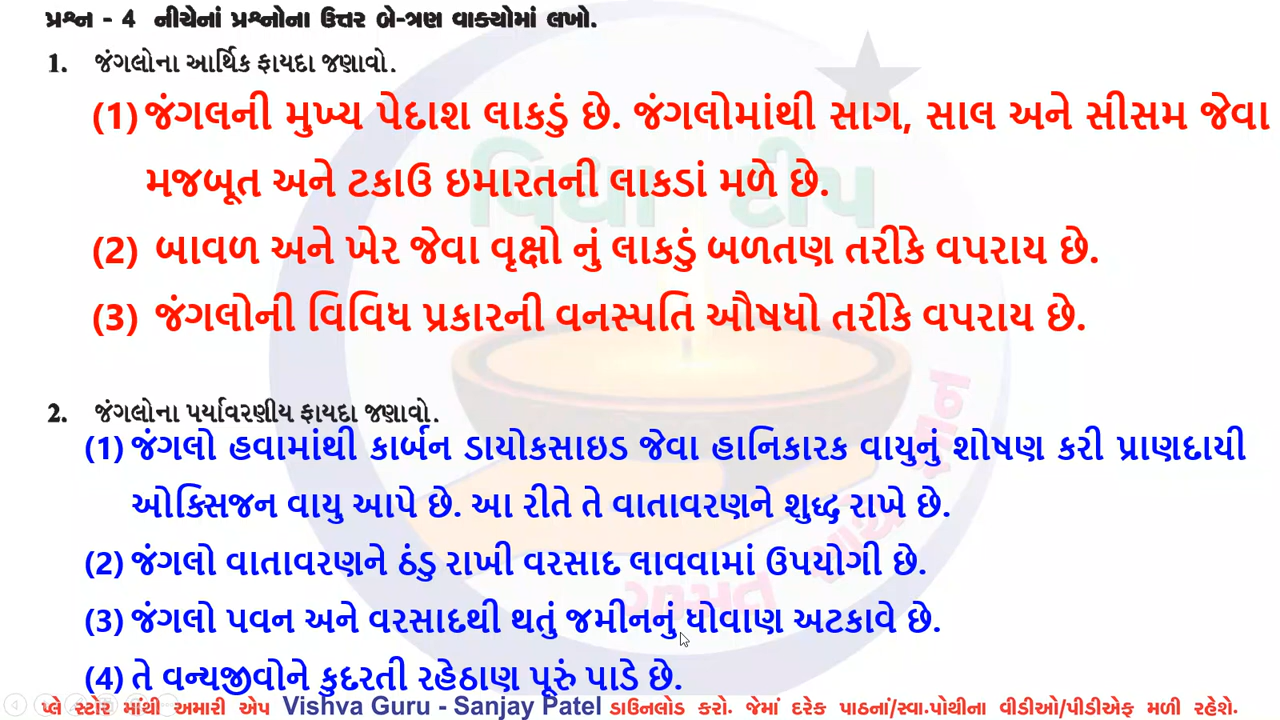 પ્રશ્ન - 4 નીચેનાં પ્રશ્નોના ઉત્તર બે-ત્રણ વાક્યોમાં લખો.
1. જંગલોના આર્થિક ફાયદા જણાવો.
(1) જંગલની મુખ્ય પેદાશ લાકડું છે. જંગલોમાંથી સાગ, સાલ અને સીસમ જેવા
મજબૂત અને ટકાઉ ઇમારતની લાકડાં મળે છે.
વિદ્યા દીપ
(2) બાવળ અને ખેર જેવા વૃક્ષો નું લાકડું બળતણ તરીકે વપરાય છે.
(3) જંગલોની વિવિધ પ્રકારની વનસ્પતિ ઔષધો તરીકે વપરાય છે.
2. જંગલોના પર્યાવરણીય ફાયદા જણાવો.
(1) જંગલો હવામાંથી કાર્બન ડાયોકસાઇડ જેવા હાનિકારક વાયુનું શોષણ કરી પ્રાણદાયી
ઓક્સિજન વાયુ આપે છે. આ રીતે તે વાતાવરણને શુદ્ધ રાખે છે.
(2) જંગલો વાતાવરણને ઠંડુ રાખી વરસાદ લાવવામાં ઉપયોગી છે.
(3) જંગલો પવન અને વરસાદથી થતું જમીનનું ધોવાણ અટકાવે છે.
(4) તે વન્યજીવોને કુદરતી રહેઠાણ પૂરું પાડે છે.
પ્લે સ્ટોર માંથી અમારી એપ Vishva Guru - Sanjay Patel ડાઉનલોડ કરો. જેમાં દરેક પાઠનાં/સ્વા.પોથીના વીડીઓ/પીડીએફ મળી રહેશે.